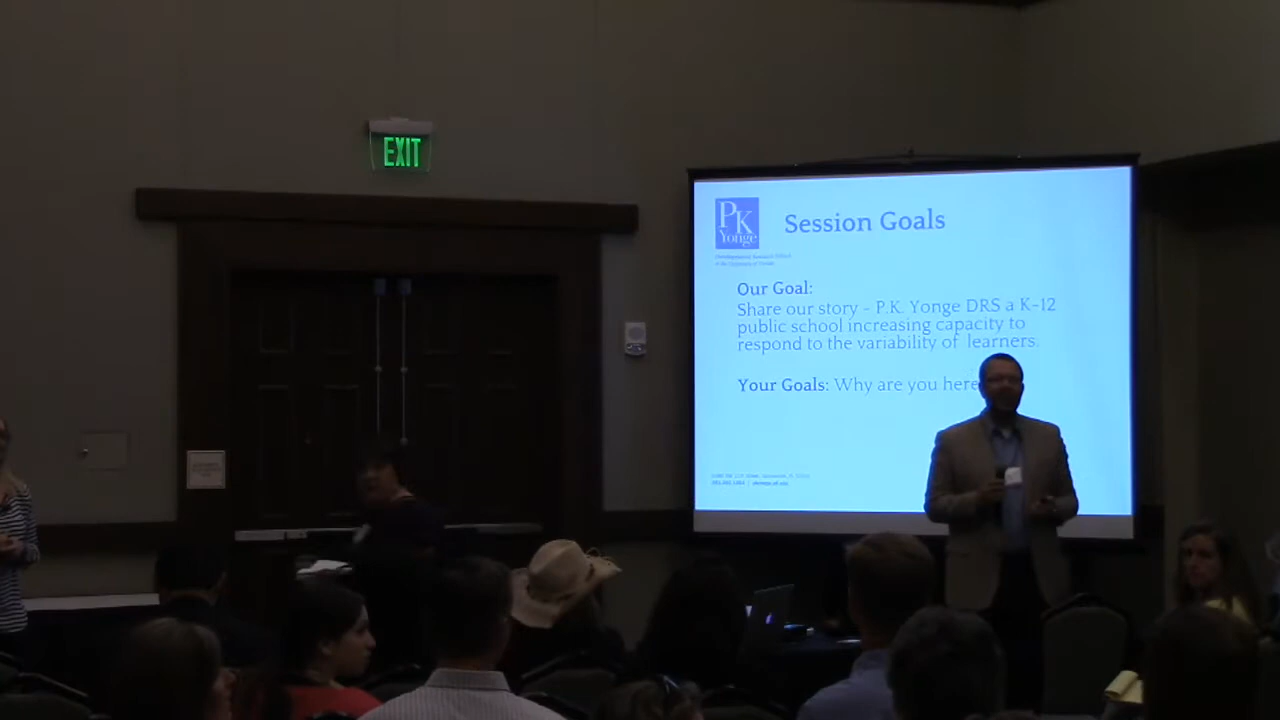 EXIT
PK
Yonge
Session Goals
Our Goal:
Share our story - P.K. Yonge DRS a K-12
public school increasing capacity to
respond to the variability of learners.
Your Goals: Why are you here